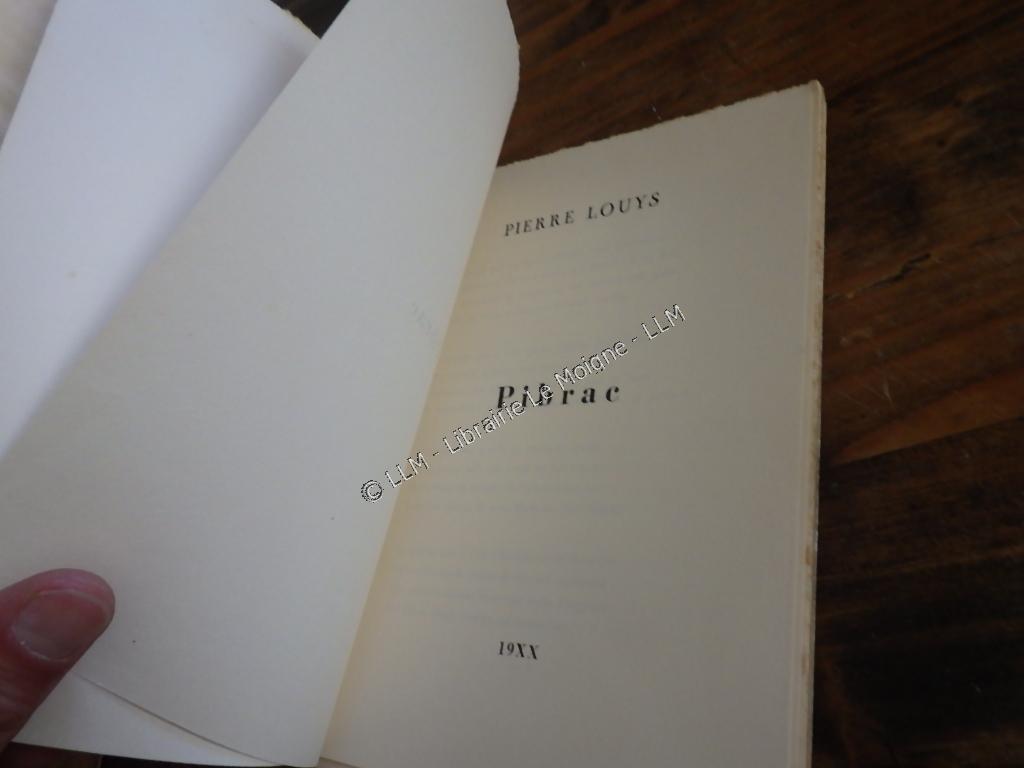 PIERRE LOUYS
Pibrac
© LLM - Librairie Le Moigne - LLM
19XX